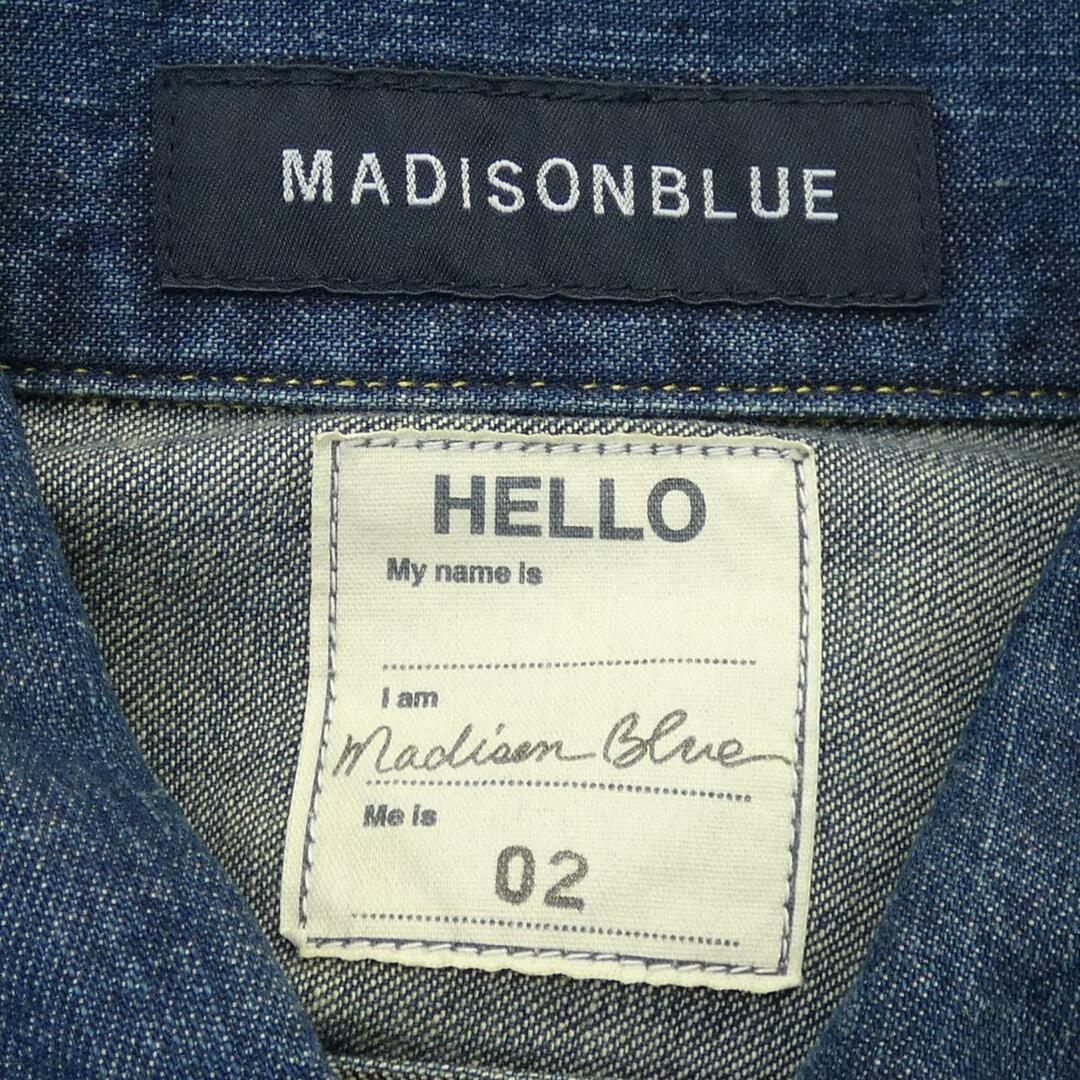 MADISONBLUE
HELLO
My name is
I am
Madison Blue
Me is
02